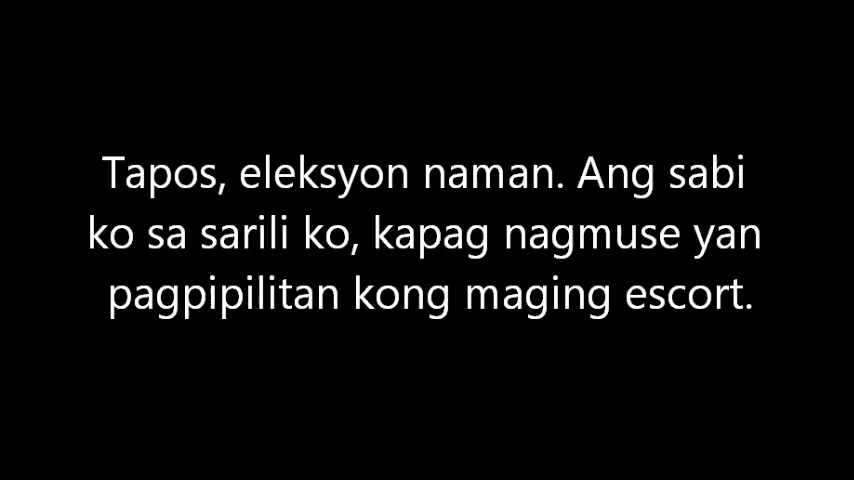 Tapos, eleksyon naman. Ang sabi
ko sa sarili ko, kapag nagmuse yan
pagpipilitan kong maging escort.